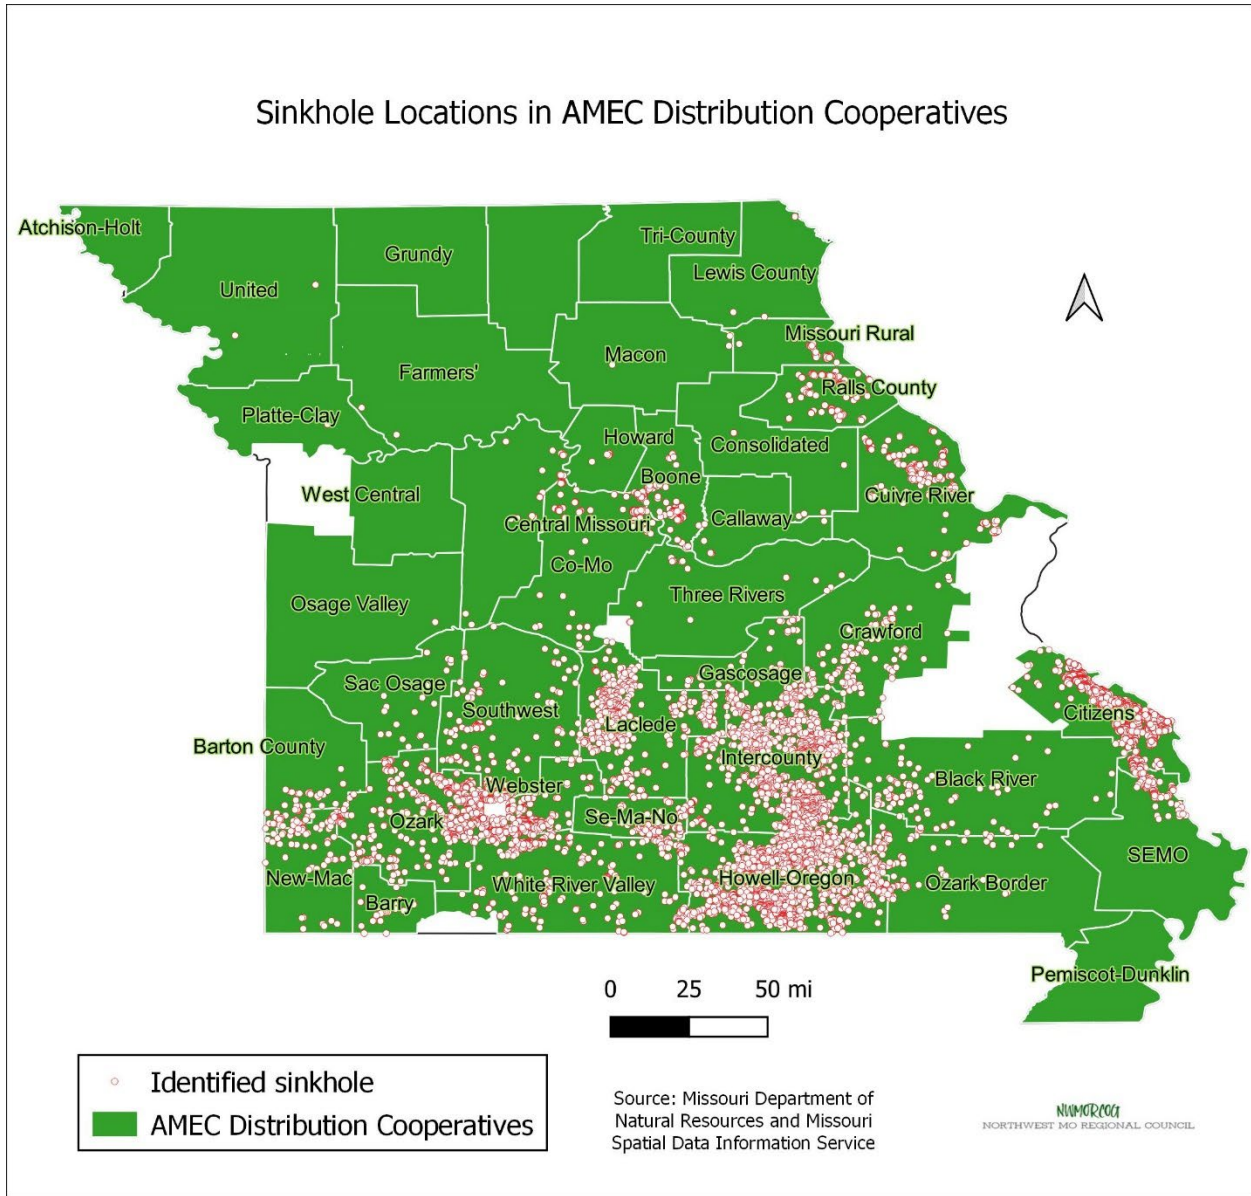 Sinkhole Locations in AMEC Distribution Cooperatives
Atchison-Holt
Tri-County
Grundy
Lewis County
United
Missouri Rural
Macon
Farmers'
Ralls County
Platte-Clay
Howard
Consolidated
Boone
West Central
Cuivre River
Central Missouri
Callaway
Co-Mo
Three Rivers
Osage Valley
Crawford
Gascosage
Sac Osage
Southwest
Citizens
Laclede
Barton County
Intercounty
Black River
Webster
Ozark
Se-Ma-No
SEMO
New-Mac
White River Valley
Howell-Oregon
Ozark Border
Barry
Pemiscot-Dunklin
0 25 50 mi
Identified sinkhole
AMEC Distribution Cooperatives
Source: Missouri Department of
Natural Resources and Missouri
Spatial Data Information Service
NWMORCOG
NORTHWEST MO REGIONAL COUNCIL